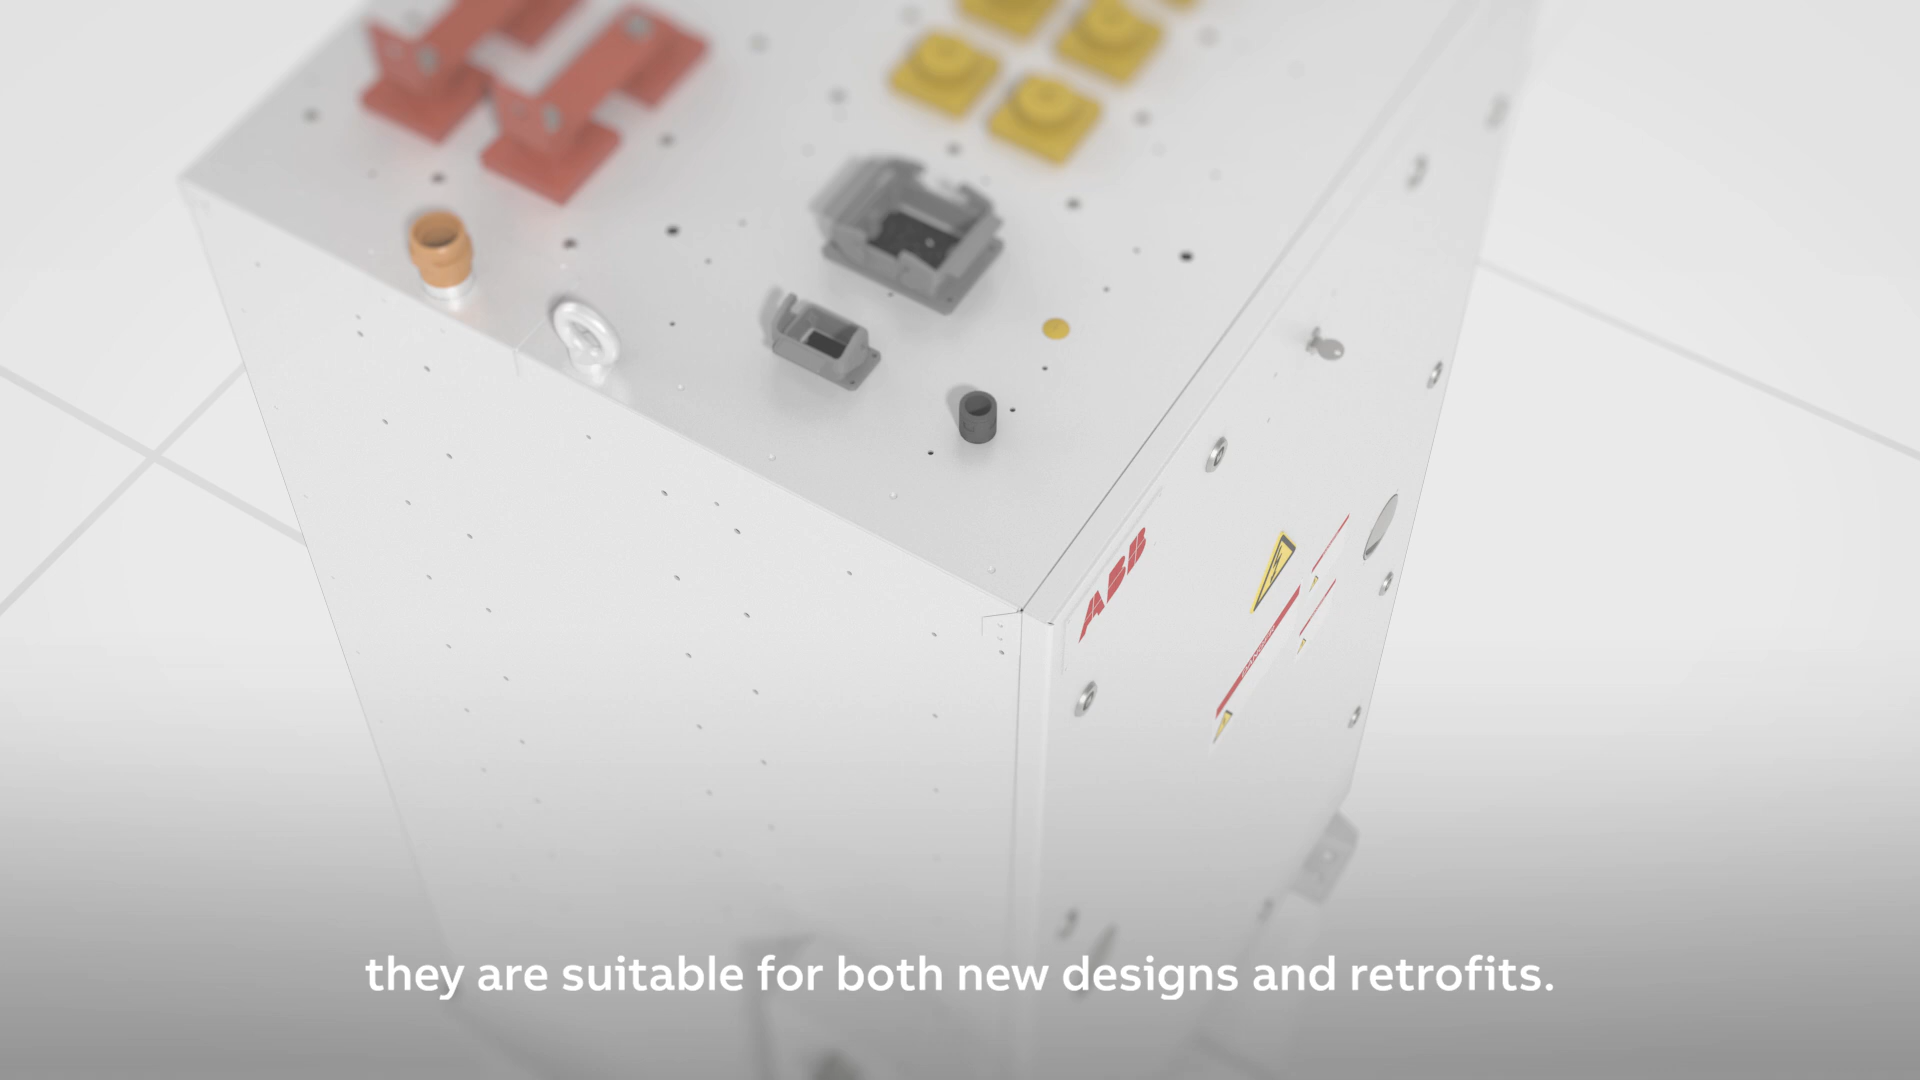 ABB
they are suitable for both new designs and retrofits.